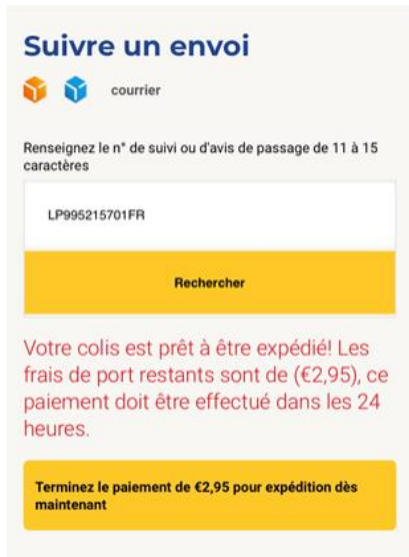 Suivre un envoi
courrier
Renseignez le n° de suivi ou d'avis de passage de 11 à 15
caractères
LP995215701FR
Rechercher
Votre colis est prêt à être expédié! Les
frais de port restants sont de (€2,95), ce
paiement doit être effectué dans les 24
heures.
Terminez le paiement de €2,95 pour expédition dès
maintenant